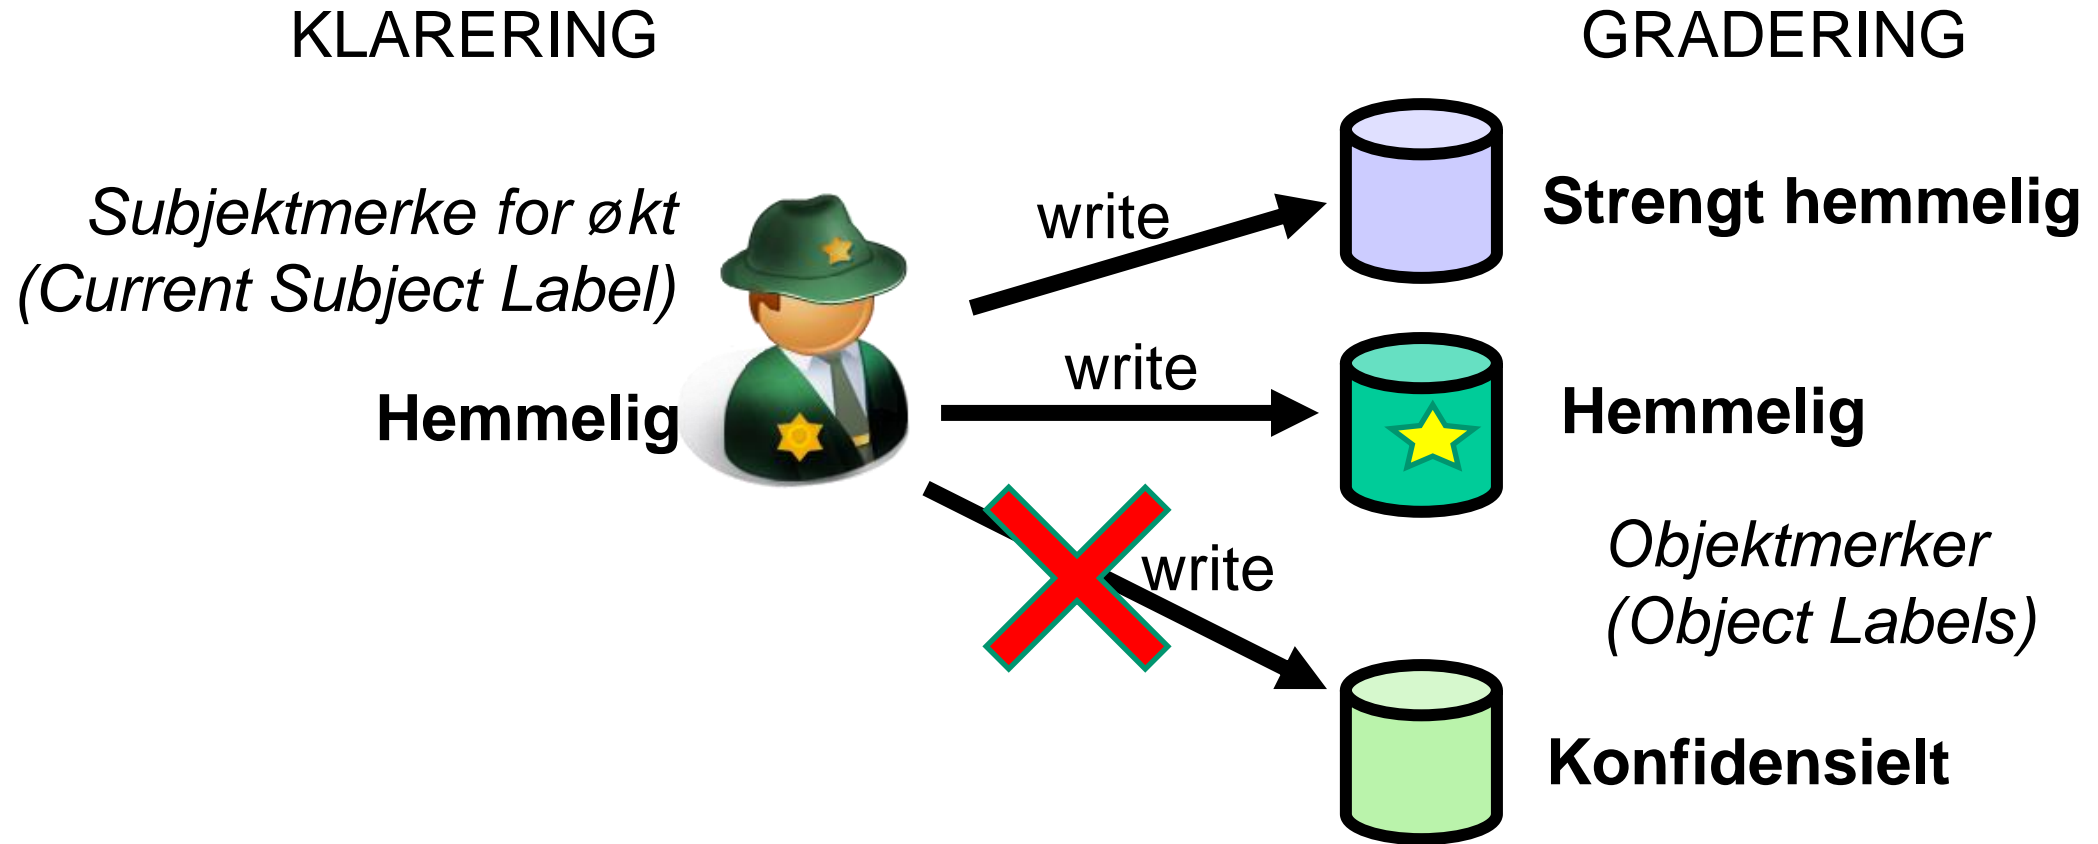 KLARERING
GRADERING
Subjektmerke for økt
(Current Subject Label)
Hemmelig
write
Strengt hemmelig
write
Hemmelig
write
Objektmerker
(Object Labels)
Konfidensielt